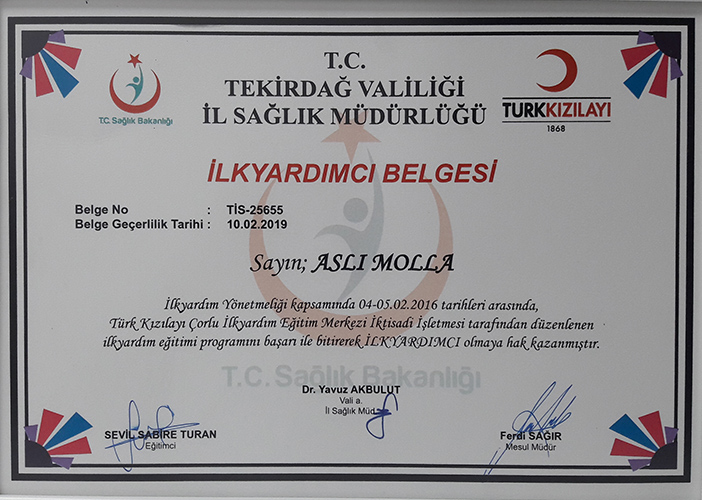 T.C.
TEKİRDAĞ VALİLİĞİ
İL SAĞLIK MÜDÜRLÜĞÜ
T.C. Sağlık Bakanlığı
TÜRKKIZILAYI
1868
İLKYARDIMCI BELGESİ
Belge No : TİS-25655
Belge Geçerlilik Tarihi : 10.02.2019
Sayın; ASLI MOLLA
İlkyardım Yönetmeliği kapsamında 04-05.02.2016 tarihleri arasında,
Türk Kızılayı Çorlu İlkyardım Eğitim Merkezi İktisadi İşletmesi tarafından düzenlenen
ilkyardım eğitimi programını başarı ile bitirerek İLKYARDIMCI olmaya hak kazanmıştır.
T.C. Sağlık Bakanlığı
Dr. Yavuz AKBULUT
Vali a.
İl Sağlık Müd
SEVİL SABİRE TURAN
Eğitimci
Ferdi SAĞIR
Mesul Müdür